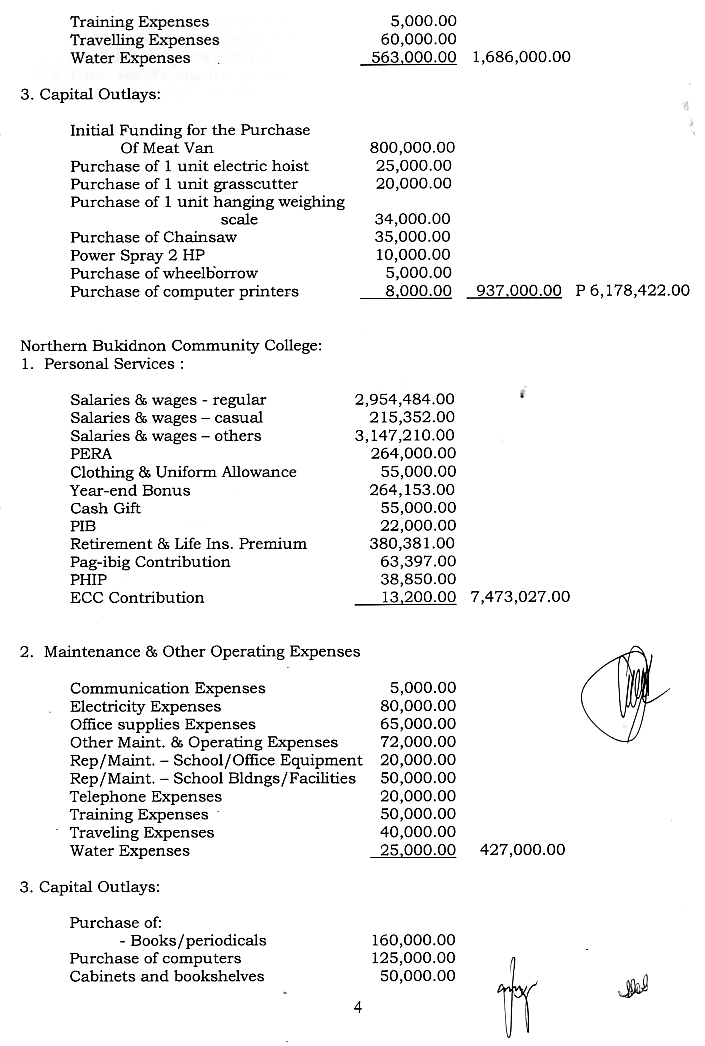 Training Expenses 5,000.00
Travelling Expenses 60,000.00
Water Expenses 563,000.00 1,686,000.00
3. Capital Outlays:
Initial Funding for the Purchase
Of Meat Van 800,000.00
Purchase of 1 unit electric hoist 25,000.00
Purchase of 1 unit grasscutter 20,000.00
Purchase of 1 unit hanging weighing
scale 34,000.00
Purchase of Chainsaw 35,000.00
Power Spray 2 HP 10,000.00
Purchase of wheelborrow 5,000.00
Purchase of computer printers 8,000.00 937,000.00 P 6,178,422.00
Northern Bukidnon Community College:
1. Personal Services :
Salaries & wages - regular 2,954,484.00
Salaries & wages – casual 215,352.00
Salaries & wages – others 3,147,210.00
PERA 264,000.00
Clothing & Uniform Allowance 55,000.00
Year-end Bonus 264,153.00
Cash Gift 55,000.00
PIB 22,000.00
Retirement & Life Ins. Premium 380,381.00
Pag-ibig Contribution 63,397.00
PHIP 38,850.00
ECC Contribution 13,200.00 7,473,027.00
2. Maintenance & Other Operating Expenses
Communication Expenses 5,000.00
Electricity Expenses 80,000.00
Office supplies Expenses 65,000.00
Other Maint. & Operating Expenses 72,000.00
Rep/Maint. – School/Office Equipment 20,000.00
Rep/Maint. – School Bldngs/Facilities 50,000.00
Telephone Expenses 20,000.00
Training Expenses 50,000.00
Traveling Expenses 40,000.00
Water Expenses 25,000.00 427,000.00
3. Capital Outlays:
Purchase of:
- Books/periodicals 160,000.00
Purchase of computers 125,000.00
Cabinets and bookshelves 50,000.00
4